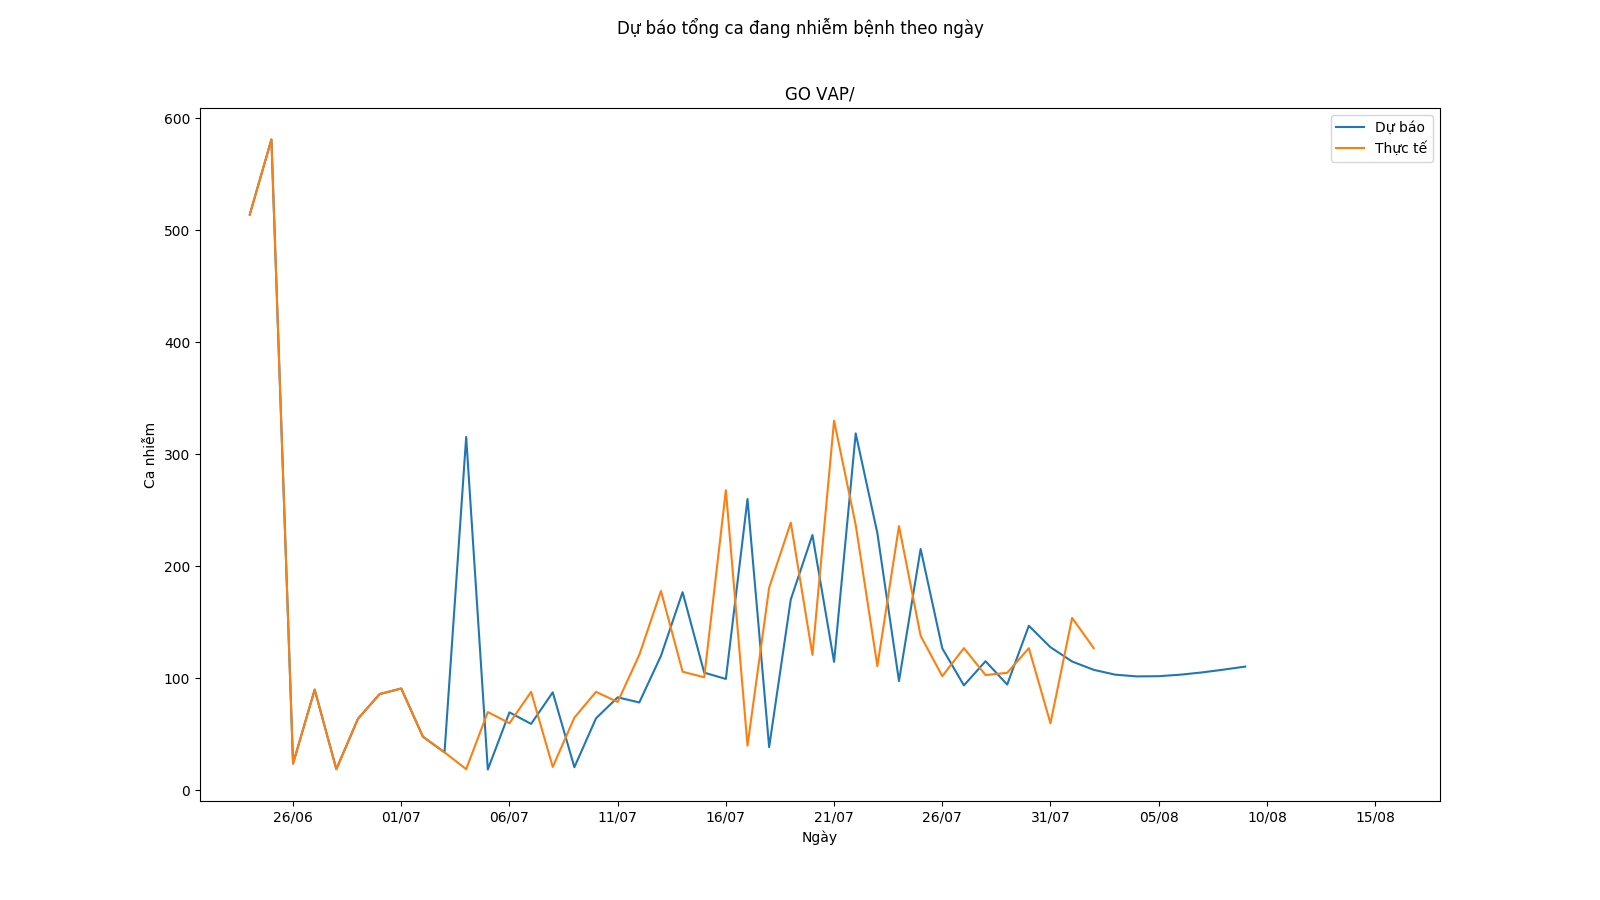 Dự báo tổng ca đang nhiễm bệnh theo ngày
GO VAP/
Dự báo
Thực tế
600
500
400
300
200
100
0
Ca nhiễm
26/06 01/07 06/07 11/07 16/07 21/07 26/07 31/07 05/08 10/08 15/08
Ngày